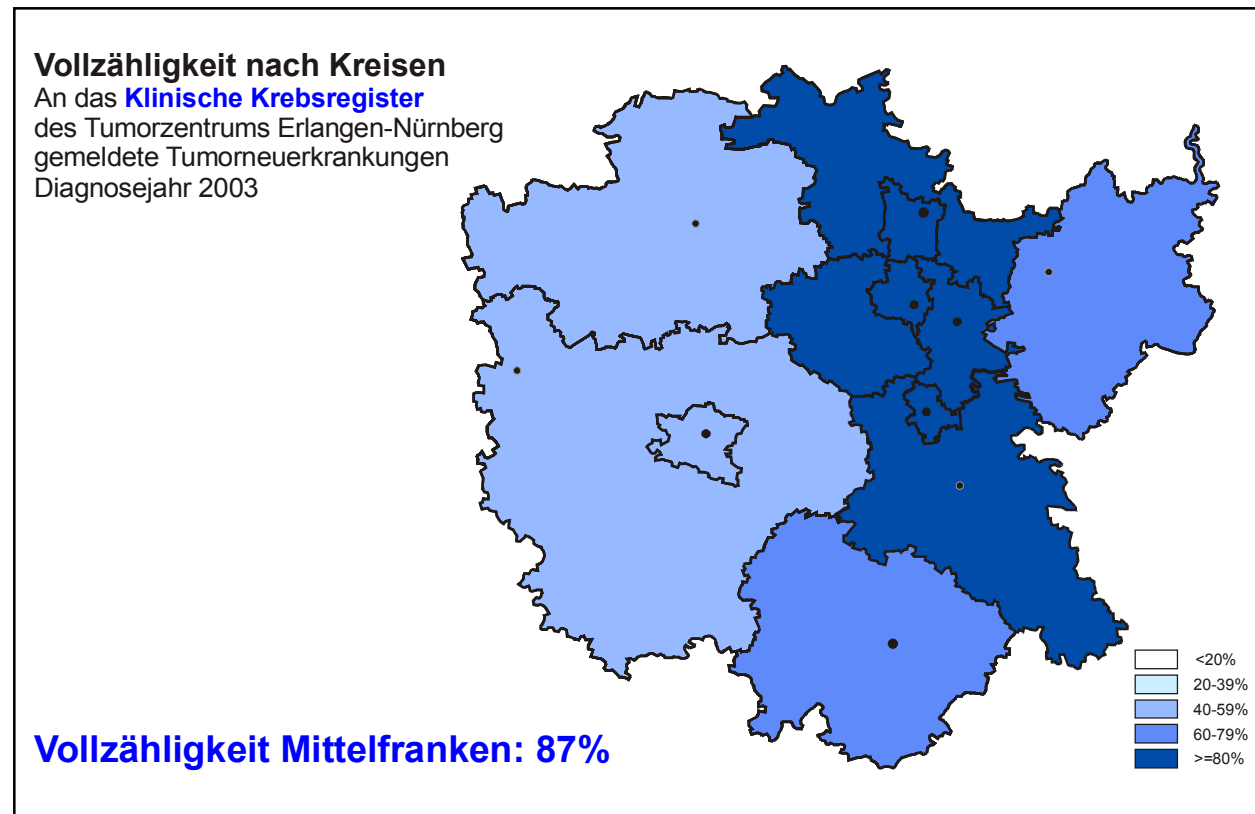 Vollzähligkeit nach Kreisen
An das Klinische Krebsregister
des Tumorzentrums Erlangen-Nürnberg
gemeldete Tumorneuerkrankungen
Diagnosejahr 2003
<20%
20-39%
40-59%
60-79%
>=80%
Vollzähligkeit Mittelfranken: 87%